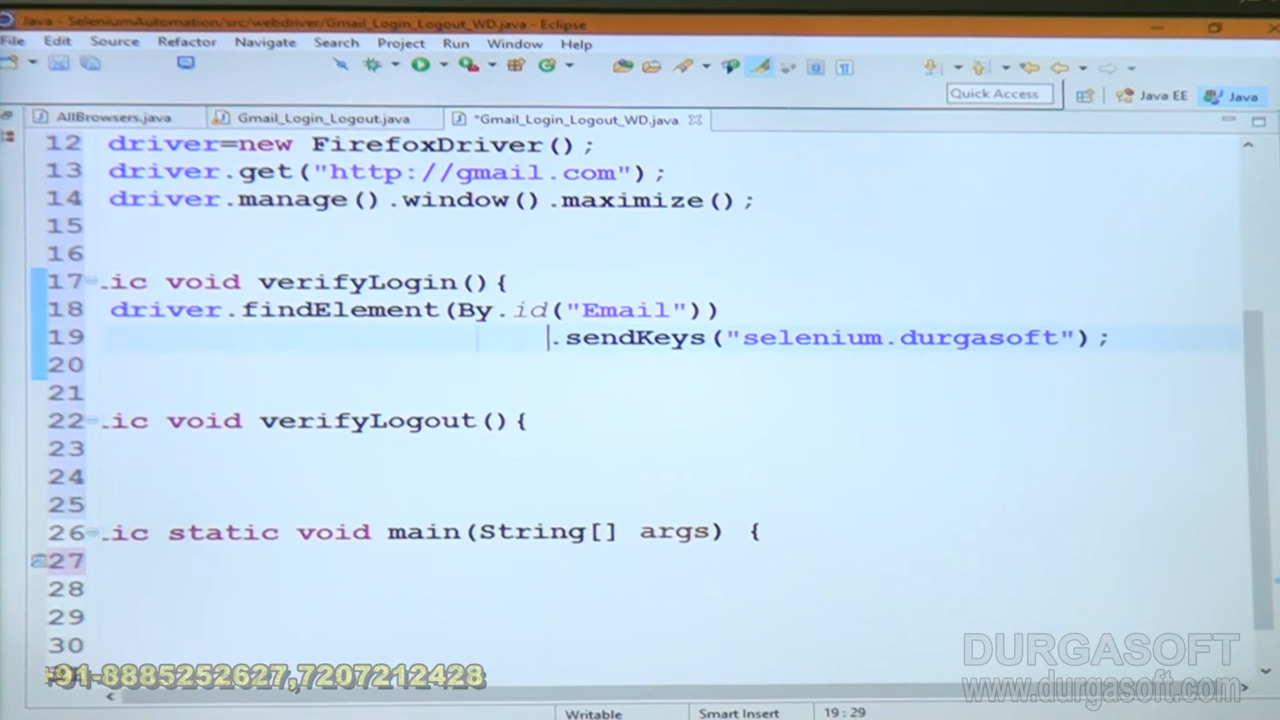 Java - SeleniumAutomation/src/webdriver/Gmail_Login_Logout_WD.java - Eclipse
File Edit Source Refactor Navigate Search Project Run Window Help
Quick Access Java EE Java
AllBrowsers.java Gmail_Login_Logout.java *Gmail_Login_Logout_WD.java
12 driver=new FirefoxDriver();
13 driver.get("http://gmail.com");
14 driver.manage().window().maximize();
15
16
17 ic void verifyLogin(){
18 driver.findElement(By.id("Email"))
19 .sendKeys("selenium.durgasoft");
20
21
22 ic void verifyLogout(){
23
24
25
26 ic static void main(String[] args) {
27
28
29
30
+91-8885252627,7207212428
DURGASOFT
www.durgasoft.com
Writable Smart Insert 19:29